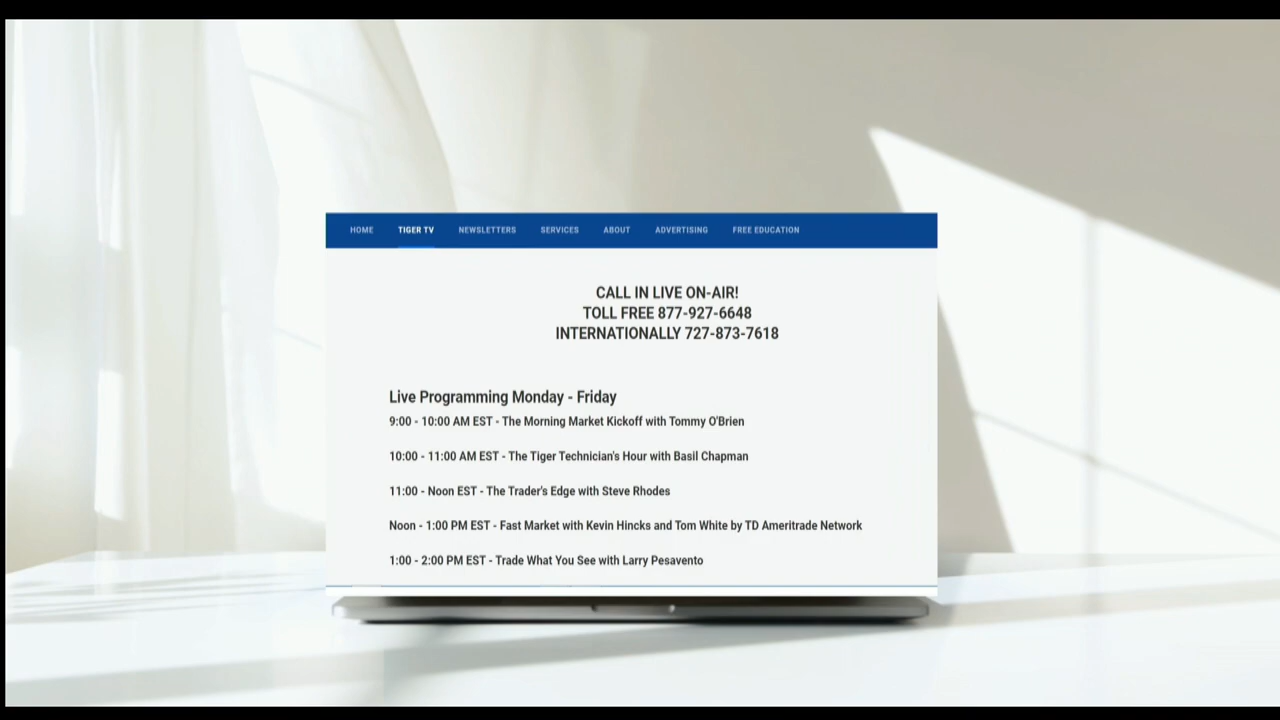 HOME TIGER TV NEWSLETTERS SERVICES ABOUT ADVERTISING FREE EDUCATION
CALL IN LIVE ON-AIR!
TOLL FREE 877-927-6648
INTERNATIONALLY 727-873-7618
Live Programming Monday - Friday
9:00 - 10:00 AM EST - The Morning Market Kickoff with Tommy O'Brien
10:00 - 11:00 AM EST - The Tiger Technician's Hour with Basil Chapman
11:00 - Noon EST - The Trader's Edge with Steve Rhodes
Noon - 1:00 PM EST - Fast Market with Kevin Hincks and Tom White by TD Ameritrade Network
1:00 - 2:00 PM EST - Trade What You See with Larry Pesavento